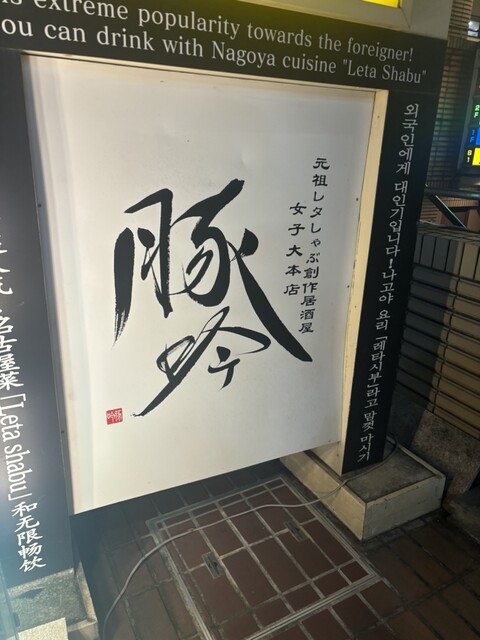 is extreme popularity towards the foreigner!
ou can drink with Nagoya cuisine "Leta Shabu"
元祖レタしゃぶ創作居酒屋
女子大本店
豚吟
외국인에게 대인기입니다! 나고야 요리 「레타시부」라고 맘껏 마시기
名古屋菜「Leta shabu」和无限畅饮